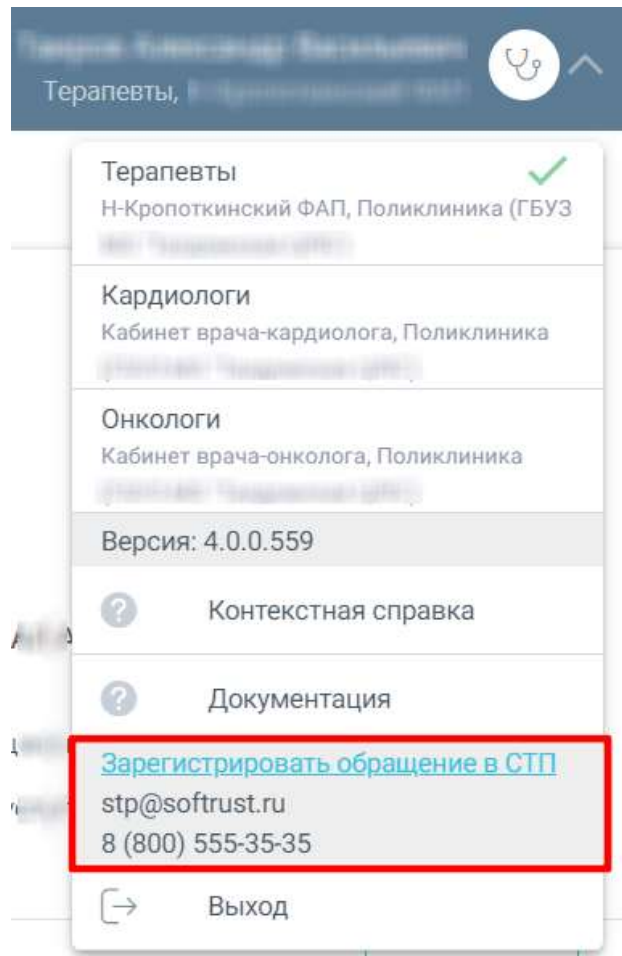 Терапевты,
Терапевты
Н-Кропоткинский ФАП, Поликлиника (ГБУЗ
Кардиологи
Кабинет врача-кардиолога, Поликлиника
Онкологи
Кабинет врача-онколога, Поликлиника
Версия: 4.0.0.559
Контекстная справка
Документация
Зарегистрировать обращение в СТП
stp@softrust.ru
8 (800) 555-35-35
Выход